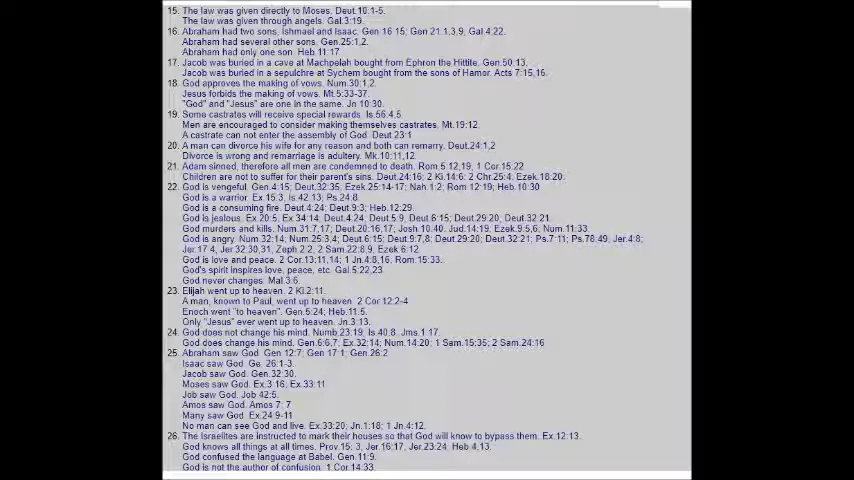 15. The law was given directly to Moses. Deut.10:1-5.
The law was given through angels. Gal.3:19.
16. Abraham had two sons, Ishmael and Isaac. Gen 16 15; Gen 21:1,3,9; Gal 4:22.
Abraham had several other sons. Gen.25:1,2.
Abraham had only one son. Heb.11:17
17. Jacob was buried in a cave at Machpelah bought from Ephron the Hittite. Gen.50:13.
Jacob was buried in a sepulchre at Sychem bought from the sons of Hamor. Acts 7:15,16.
18. God approves the making of vows. Num.30:1,2.
Jesus forbids the making of vows. Mt.5:33-37.
"God" and "Jesus" are one in the same. Jn 10:30.
19. Some castrates will receive special rewards. Is.56:4,5
Men are encouraged to consider making themselves castrates. Mt.19:12.
A castrate can not enter the assembly of God. Deut.23:1
20. A man can divorce his wife for any reason and both can remarry. Deut.24:1,2
Divorce is wrong and remarriage is adultery. Mk.10:11,12.
21. Adam sinned, therefore all men are condemned to death. Rom.5:12,19; 1 Cor.15:22
Children are not to suffer for their parent's sins. Deut.24:16; 2 Ki.14:6; 2 Chr.25:4; Ezek.18:20.
22. God is vengeful. Gen.4:15; Deut.32:35; Ezek.25:14-17; Nah.1:2; Rom 12:19; Heb.10:30
God is a warrior. Ex.15:3; Is.42:13; Ps.24:8.
God is a consuming fire. Deut.4:24; Deut.9:3; Heb.12:29
God is jealous. Ex 20:5; Ex 34:14; Deut.4:24; Deut 5:9; Deut 6:15; Deut.29:20; Deut.32:21.
God murders and kills. Num.31:7,17; Deut.20:16,17; Josh.10:40. Jud.14:19; Ezek.9:5,6; Num.11:33.
God is angry. Num.32:14; Num.25:3,4; Deut.6:15; Deut.9:7,8; Deut.29:20; Deut.32:21; Ps.7:11; Ps.78:49; Jer.4:8;
Jer.17:4; Jer.32:30,31; Zeph 2:2; 2 Sam.22:8,9; Ezek 6:12.
God is love and peace. 2 Cor.13:11,14; 1 Jn.4:8,16; Rom.15:33..
God's spirit inspires love, peace, etc. Gal 5:22,23
God never changes. Mal.3:6.
23. Elijah went up to heaven. 2 Ki.2:11.
A man, known to Paul, went up to heaven. 2 Cor 12:2-4
Enoch went "to heaven". Gen.5:24; Heb.11:5.
Only "Jesus" ever went up to heaven. Jn.3:13.
24. God does not change his mind. Numb.23:19; Is 40:8; Jms.1:17.
God does change his mind. Gen.6:6,7; Ex.32:14; Num.14:20; 1 Sam.15:35; 2 Sam.24:16
25. Abraham saw God. Gen 12:7; Gen 17:1; Gen.26:2
Isaac saw God. Ge. 26:1-3.
Jacob saw God. Gen.32:30.
Moses saw God. Ex.3:16; Ex.33:11
Job saw God. Job 42:5.
Amos saw God. Amos 7; 7
Many saw God. Ex.24:9-11
No man can see God and live. Ex.33:20; Jn.1:18; 1 Jn.4:12.
26. The Israelites are instructed to mark their houses so that God will know to bypass them. Ex.12:13.
God knows all things at all times. Prov.15: 3; Jer.16:17; Jer.23:24; Heb 4:13.
God confused the language at Babel. Gen.11:9.
God is not the author of confusion. 1 Cor.14:33.